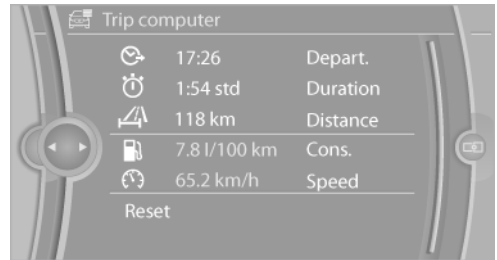 Trip computer
17:26 Depart.
1:54 std Duration
118 km Distance
7.8 l/100 km Cons.
65.2 km/h Speed
Reset